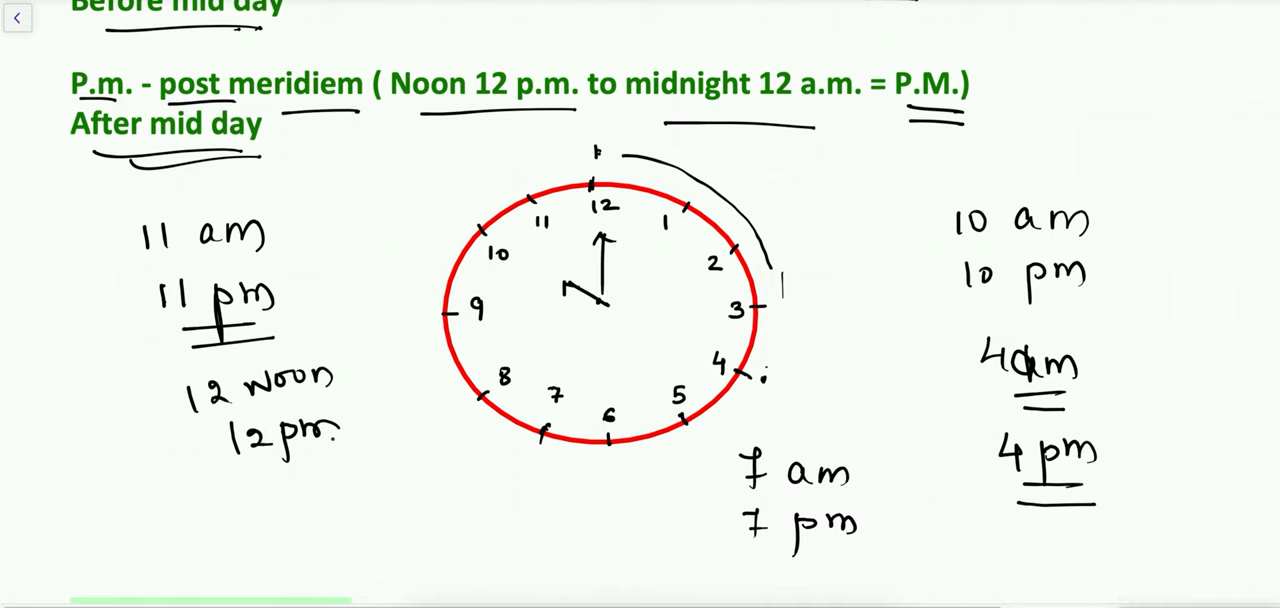 Before mid day
P.m. - post meridiem ( Noon 12 p.m. to midnight 12 a.m. = P.M.)
After mid day
11 am
11 pm
12 noon
12 pm.
12
1
2
3
4
5
6
7
8
9
10
11
7 am
7 pm
10 am
10 pm
4am
4 pm